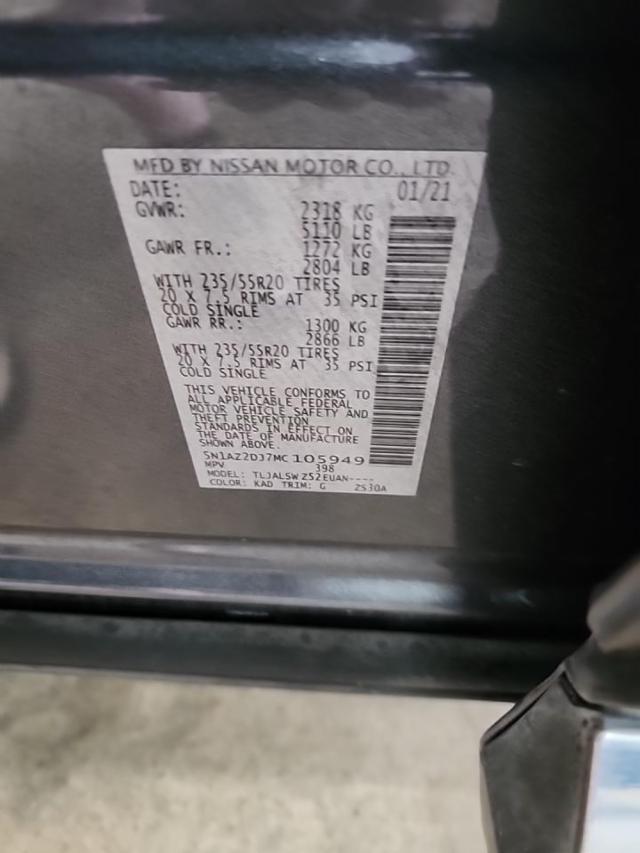 MFD BY NISSAN MOTOR CO., LTD.
DATE: 01/21
GVWR: 2318 KG
5110 LB
GAWR FR.: 1272 KG
2804 LB
WITH 235/55R20 TIRES
20 X 7.5 RIMS AT 35 PSI
COLD SINGLE
GAWR RR.: 1300 KG
2866 LB
WITH 235/55R20 TIRES
20 X 7.5 RIMS AT 35 PSI
COLD SINGLE
THIS VEHICLE CONFORMS TO
ALL APPLICABLE FEDERAL
MOTOR VEHICLE SAFETY AND
THEFT PREVENTION
STANDARDS IN EFFECT ON
THE DATE OF MANUFACTURE
SHOWN ABOVE.
5N1AZ2DJ7MC105949
MPV 398
MODEL: TLJALSWZ52EUAN----
COLOR: KAD TRIM: G 2S30A